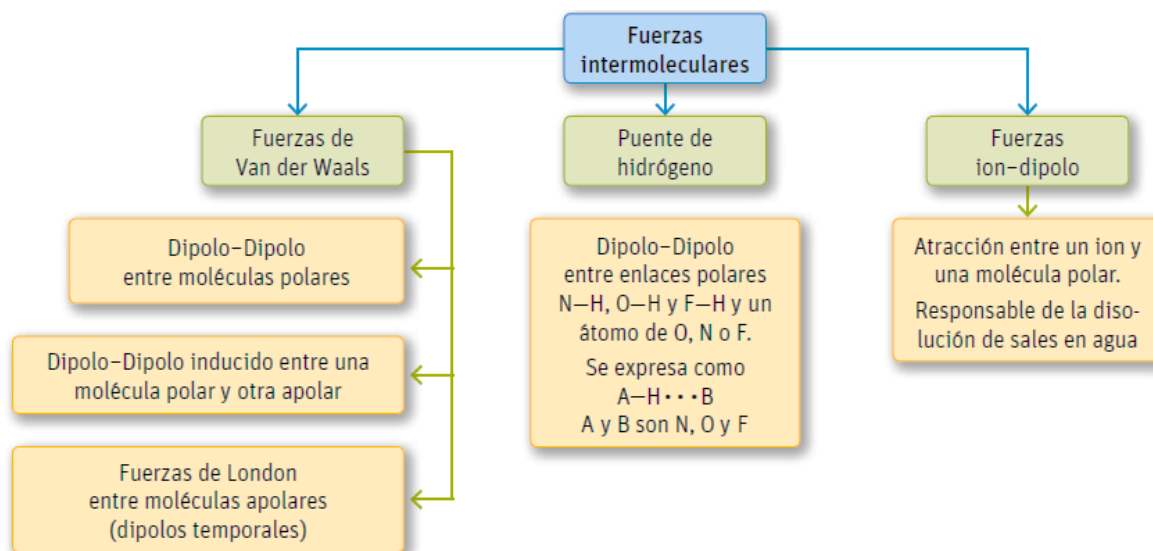 Fuerzas
intermoleculares
Fuerzas de
Van der Waals
Puente de
hidrógeno
Fuerzas
ion–dipolo
Dipolo–Dipolo
entre moléculas polares
Dipolo–Dipolo inducido entre una
molécula polar y otra apolar
Fuerzas de London
entre moléculas apolares
(dipolos temporales)
Dipolo–Dipolo
entre enlaces polares
N—H, O—H y F—H y un
átomo de O, N o F.
Se expresa como
A—H···B
A y B son N, O y F
Atracción entre un ion y
una molécula polar.
Responsable de la diso-
lución de sales en agua